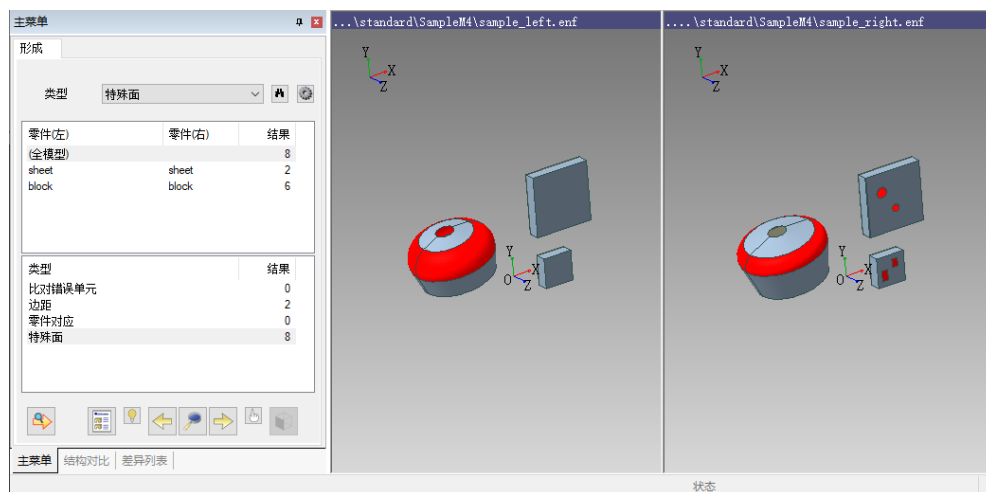 主菜单
形成
类型 特殊面
零件(左) 零件(右) 结果
(全模型) 8
sheet sheet 2
block block 6
类型 结果
比对错误单元 0
边距 2
零件对应 0
特殊面 8
主菜单 结构对比 差异列表
...\standard\SampleM4\sample_left.enf
Y
X
Z
Y
X
O
Z
....\standard\SampleM4\sample_right.enf
Y
X
Z
Y
X
O
Z
状态